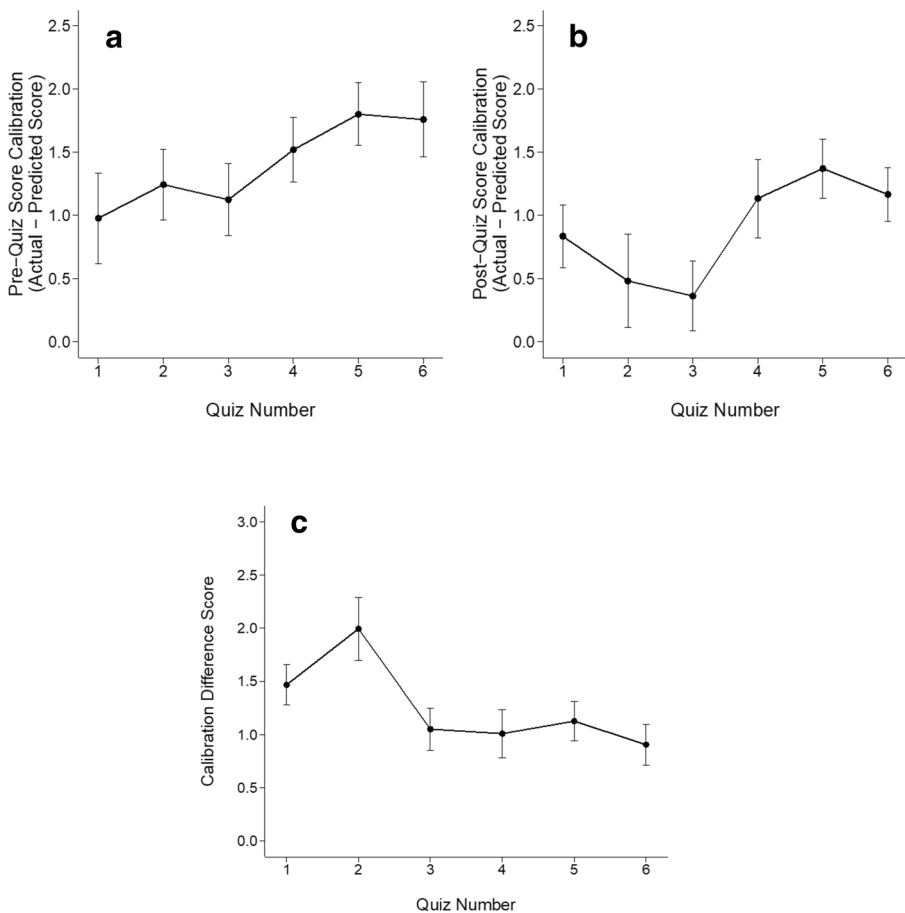 a
Pre−Quiz Score Calibration
(Actual − Predicted Score)
2.5
2.0
1.5
1.0
0.5
0.0
1 2 3 4 5 6
Quiz Number
b
Post−Quiz Score Calibration
(Actual − Predicted Score)
2.5
2.0
1.5
1.0
0.5
0.0
1 2 3 4 5 6
Quiz Number
c
Calibration Difference Score
3.0
2.5
2.0
1.5
1.0
0.5
0.0
1 2 3 4 5 6
Quiz Number